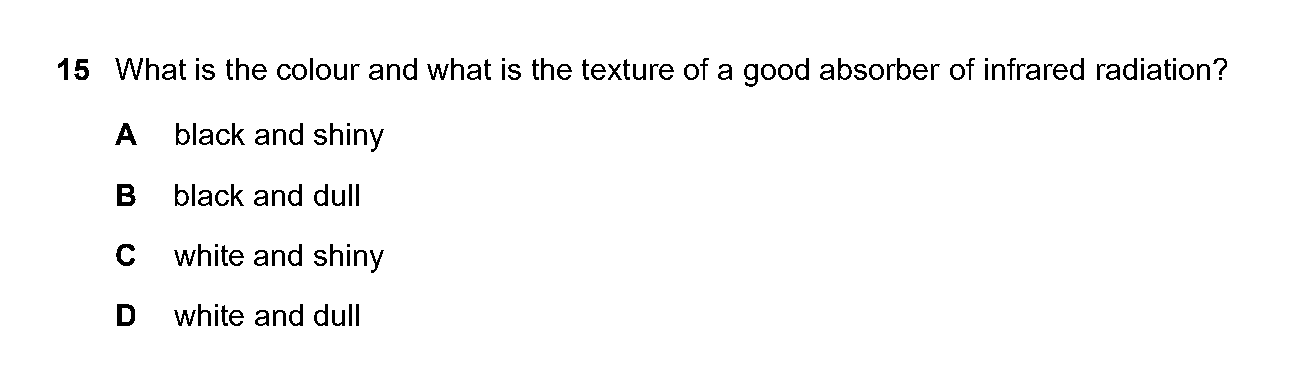 15 What is the colour and what is the texture of a good absorber of infrared radiation?
A black and shiny
B black and dull
C white and shiny
D white and dull